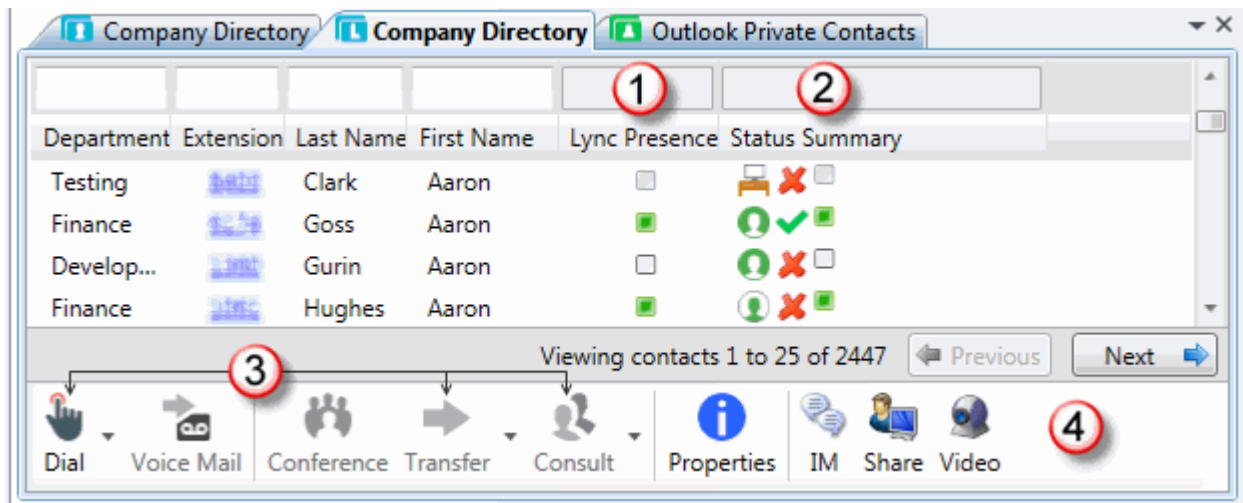 Company Directory Company Directory Outlook Private Contacts
1 2
Department Extension Last Name First Name Lync Presence Status Summary
Testing Clark Aaron
Finance Goss Aaron
Develop... Gurin Aaron
Finance Hughes Aaron
Viewing contacts 1 to 25 of 2447 Previous Next
3
4
Dial Voice Mail Conference Transfer Consult Properties IM Share Video